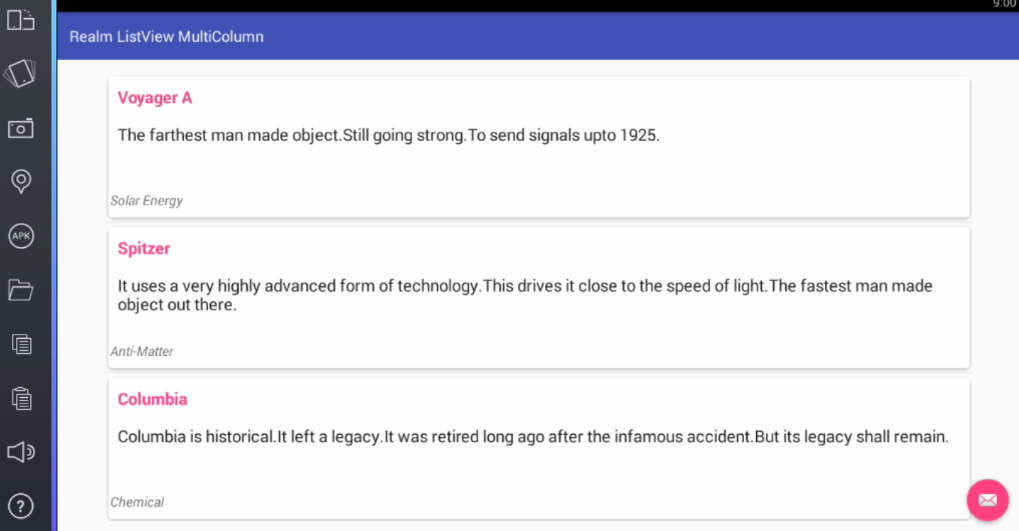 9:00
Realm ListView MultiColumn
Voyager A
The farthest man made object.Still going strong.To send signals upto 1925.
Solar Energy
Spitzer
It uses a very highly advanced form of technology.This drives it close to the speed of light.The fastest man made
object out there.
Anti-Matter
Columbia
Columbia is historical.It left a legacy.It was retired long ago after the infamous accident.But its legacy shall remain.
Chemical
APK
?